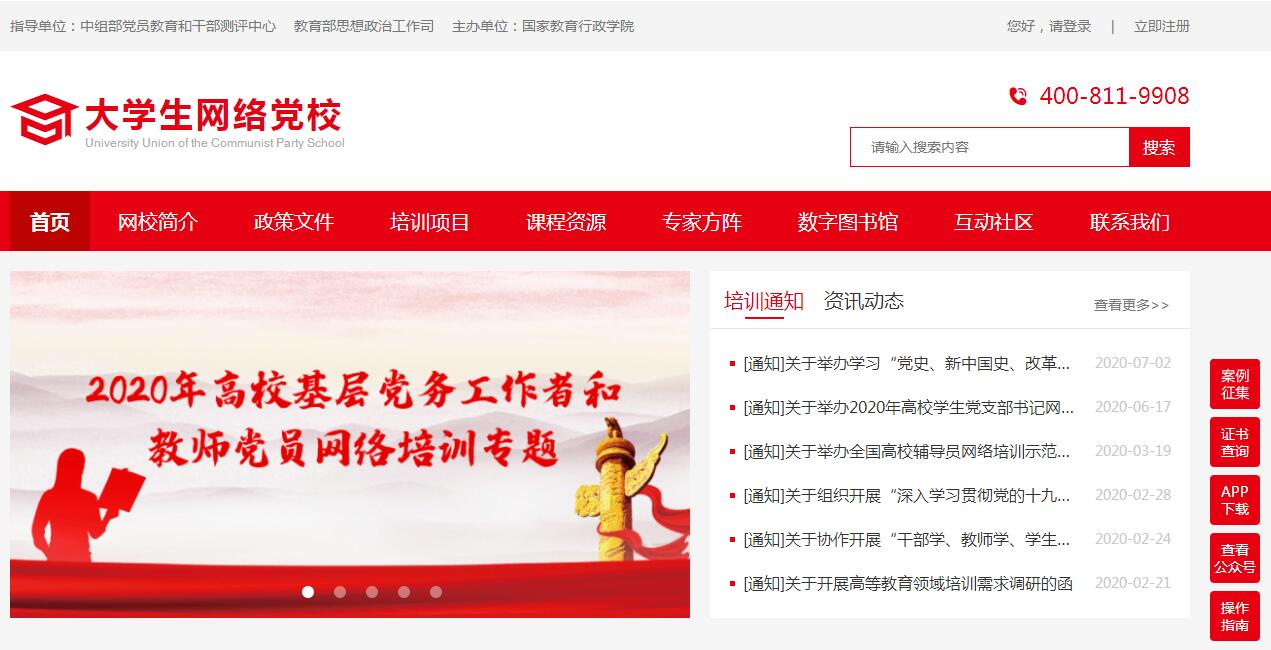 指导单位：中组部党员教育和干部测评中心 教育部思想政治工作司 主办单位：国家教育行政学院 您好，请登录 | 立即注册
400-811-9908
大学生网络党校
University Union of the Communist Party School
请输入搜索内容 搜索
首页 网校简介 政策文件 培训项目 课程资源 专家方阵 数字图书馆 互动社区 联系我们
2020年高校基层党务工作者和
教师党员网络培训专题
培训通知 资讯动态 查看更多>>
[通知]关于举办学习“党史、新中国史、改革... 2020-07-02
[通知]关于举办2020年高校学生党支部书记网... 2020-06-17
[通知]关于举办全国高校辅导员网络培训示范... 2020-03-19
[通知]关于组织开展“深入学习贯彻党的十九... 2020-02-28
[通知]关于协作开展“干部学、教师学、学生... 2020-02-24
[通知]关于开展高等教育领域培训需求调研的函 2020-02-21
案例
征集
证书
查询
APP
下载
查看
公众号
操作
指南